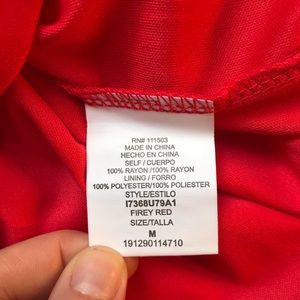 RN# 111503
MADE IN CHINA
HECHO EN CHINA
SELF / CUERPO
100% RAYON /100% RAYON
LINING / FORRO
100% POLYESTER/100% POLIESTER
STYLE/ESTILO
I7368U79A1
FIREY RED
SIZE/TALLA
M
191290114710